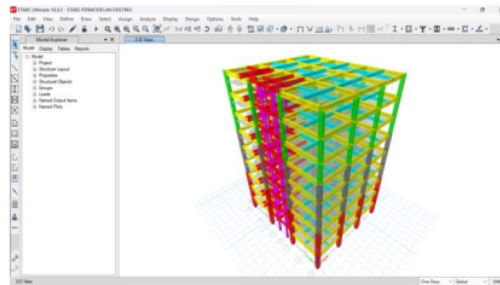 ETABS Ultimate 18.0.2 - ETABS PERMODELAN EXISTING
File Edit View Define Draw Select Assign Analyze Display Design Options Tools Help
Model Explorer
3-D View
Model Display Tables Reports
Model
Project
Structure Layout
Properties
Structural Objects
Groups
Loads
Named Output Items
Named Plots
3-D View
One Story
Global